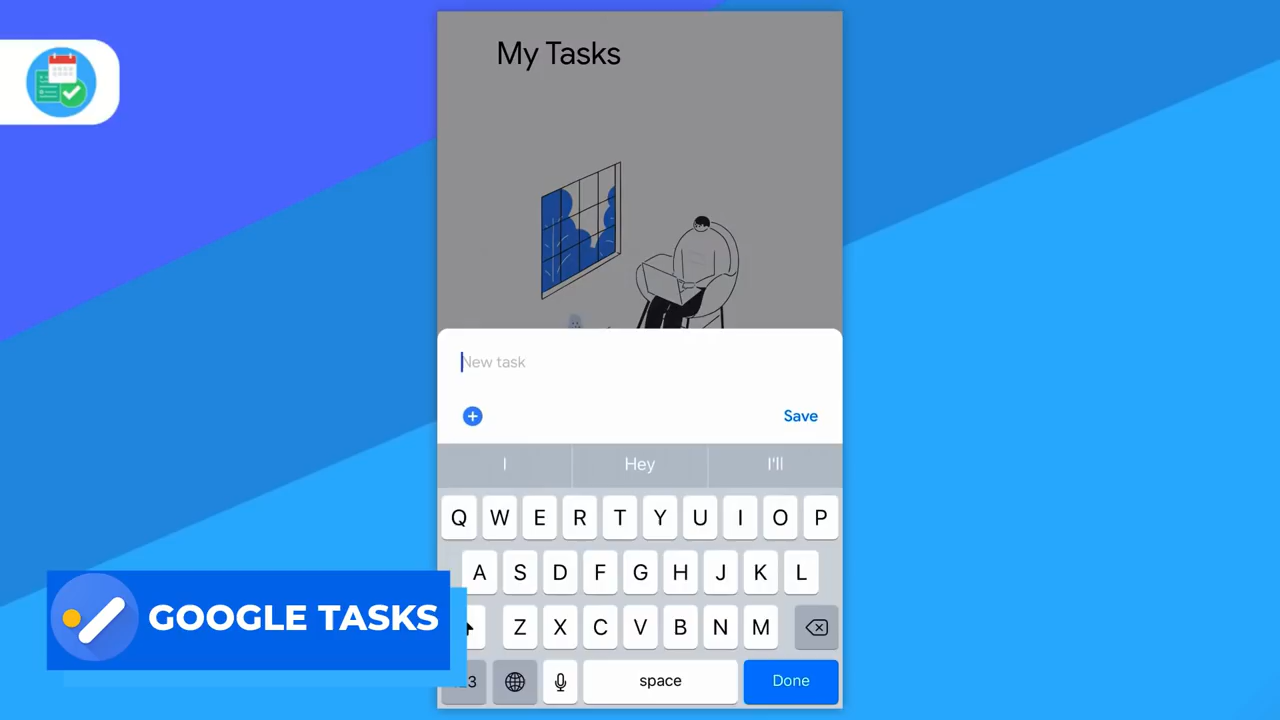 My Tasks
New task
Save
I Hey I'll
Q W E R T Y U I O P
A S D F G H J K L
Z X C V B N M
GOOGLE TASKS
space Done